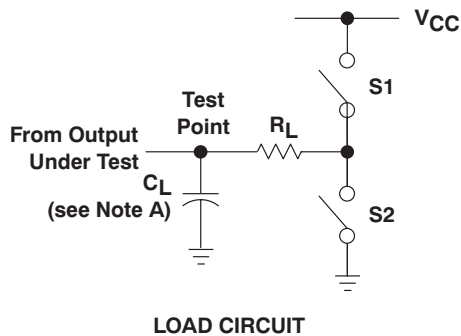 VCC
S1
Test
Point
RL
From Output
Under Test
CL
(see Note A)
S2
LOAD CIRCUIT